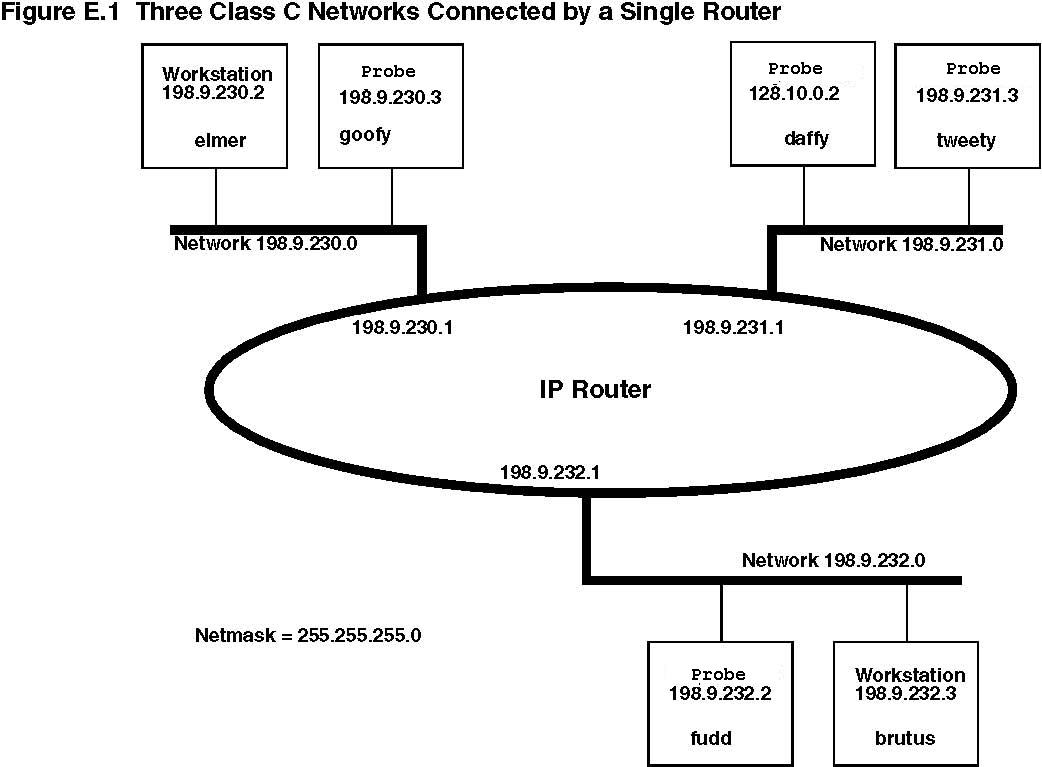 Figure E.1 Three Class C Networks Connected by a Single Router
Workstation
198.9.230.2
elmer
Probe
198.9.230.3
goofy
Probe
128.10.0.2
daffy
Probe
198.9.231.3
tweety
Network 198.9.230.0
Network 198.9.231.0
198.9.230.1
198.9.231.1
IP Router
198.9.232.1
Network 198.9.232.0
Netmask = 255.255.255.0
Probe
198.9.232.2
fudd
Workstation
198.9.232.3
brutus